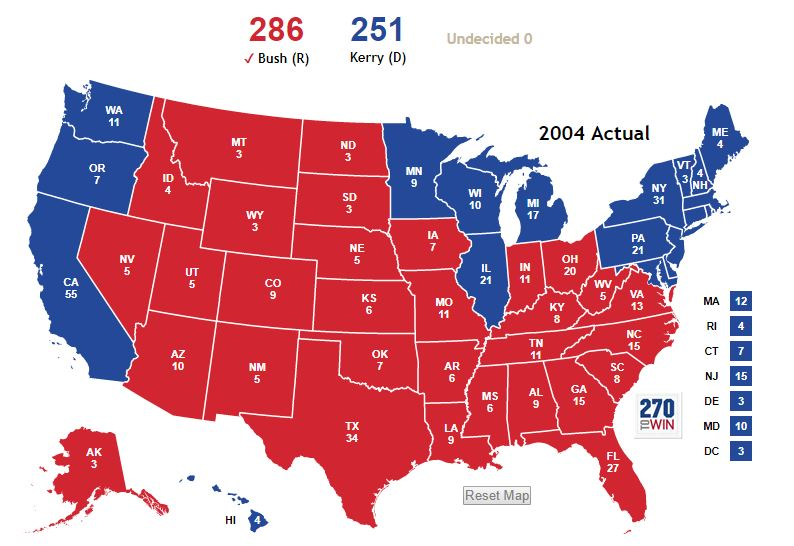 286
251
Undecided 0
✓ Bush (R)
Kerry (D)
2004 Actual
WA
11
OR
7
CA
55
NV
5
ID
4
MT
3
WY
3
UT
5
AZ
10
CO
9
NM
5
ND
3
SD
3
NE
5
KS
6
OK
7
TX
34
MN
9
IA
7
MO
11
AR
6
LA
9
WI
10
IL
21
MI
17
IN
11
OH
20
KY
8
TN
11
MS
6
AL
9
GA
15
FL
27
SC
8
NC
15
VA
13
WV
5
PA
21
NY
31
VT
3
4
NH
ME
4
MA 12
RI 4
CT 7
NJ 15
DE 3
MD 10
DC 3
AK
3
HI 4
270
TO WIN
Reset Map